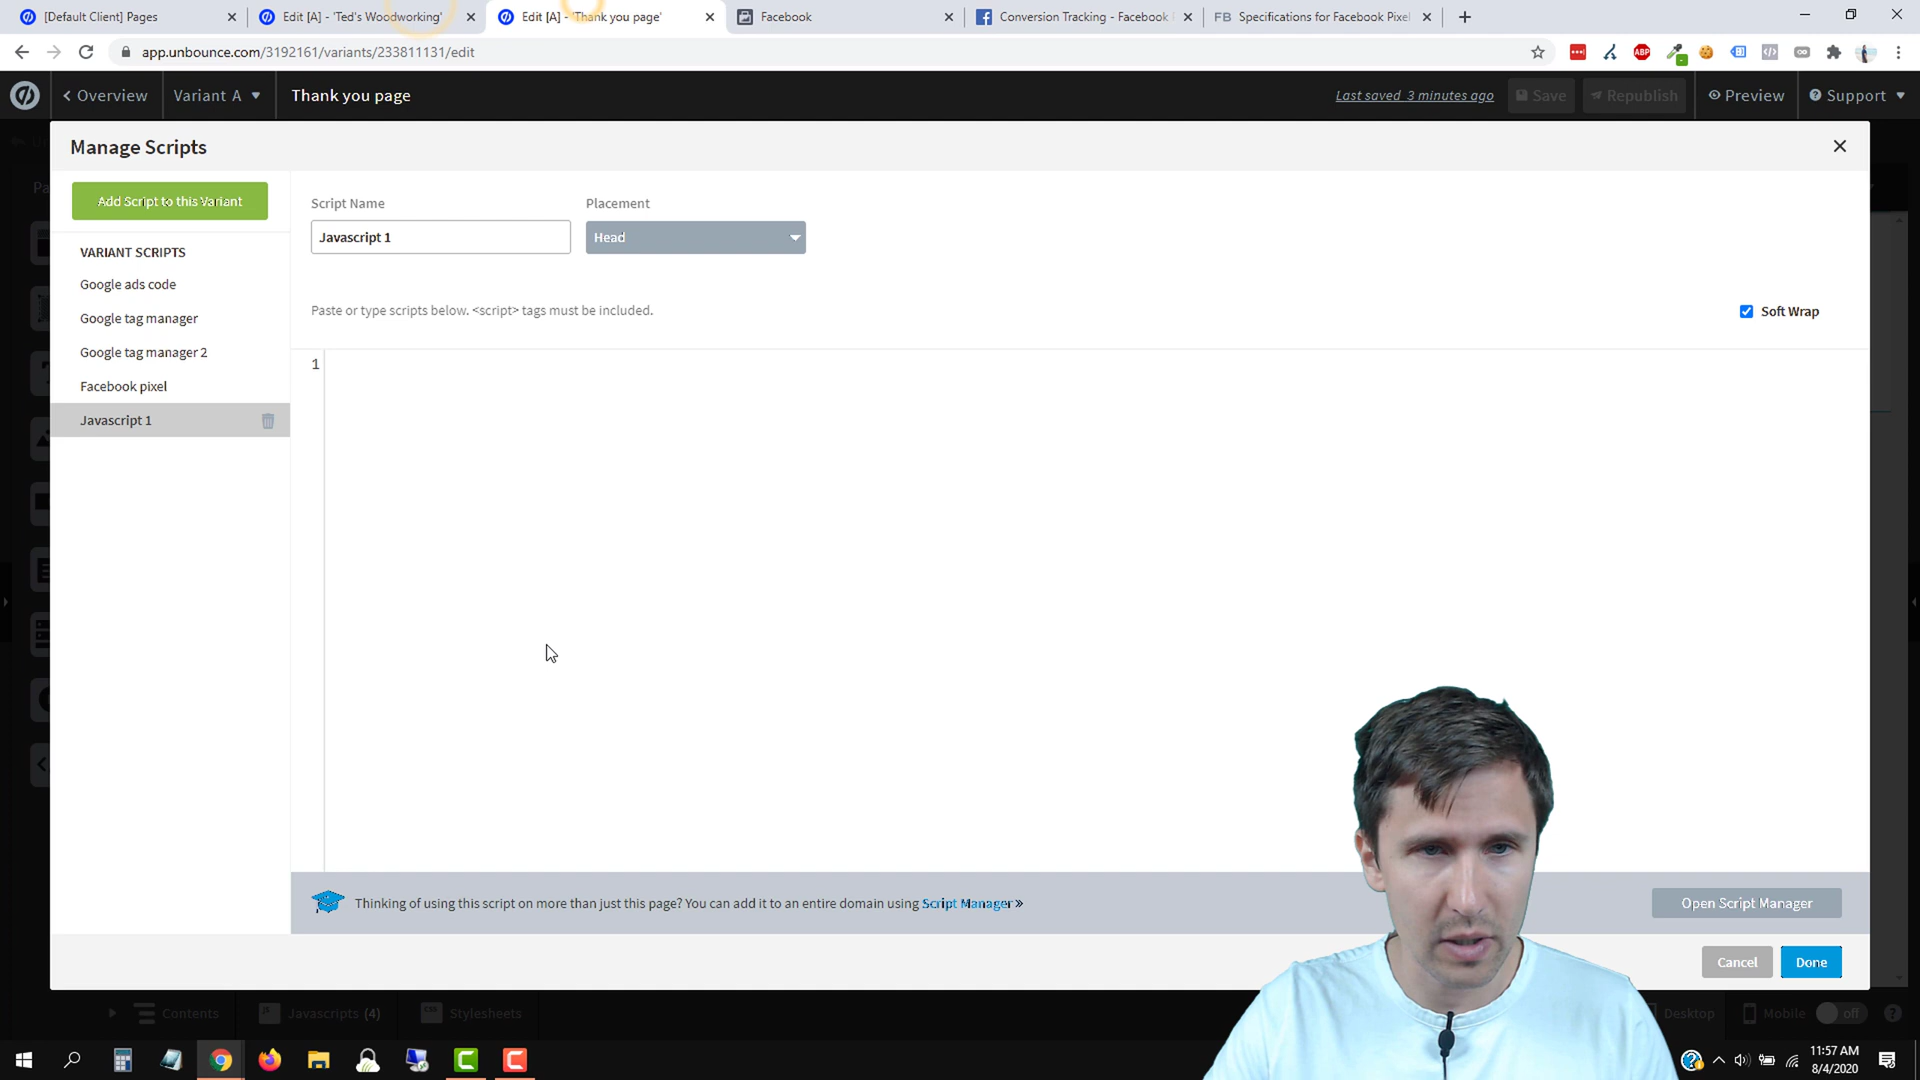 [Default Client] Pages
Edit [A] - 'Ted's Woodworking'
Edit [A] - 'Thank you page'
Facebook
Conversion Tracking - Facebook
FB Specifications for Facebook Pixel
app.unbounce.com/3192161/variants/233811131/edit
ABP
Overview
Variant A
Thank you page
Last saved 3 minutes ago
Save
Republish
Preview
Support
Manage Scripts
Add Script to this Variant
VARIANT SCRIPTS
Google ads code
Google tag manager
Google tag manager 2
Facebook pixel
Javascript 1
Script Name
Javascript 1
Placement
Head
Paste or type scripts below. <script> tags must be included.
Soft Wrap
1
Thinking of using this script on more than just this page? You can add it to an entire domain using Script Manager »
Open Script Manager
Cancel
Done
Contents
Javascripts (4)
Stylesheets
Desktop
Mobile
off
11:57 AM
8/4/2020